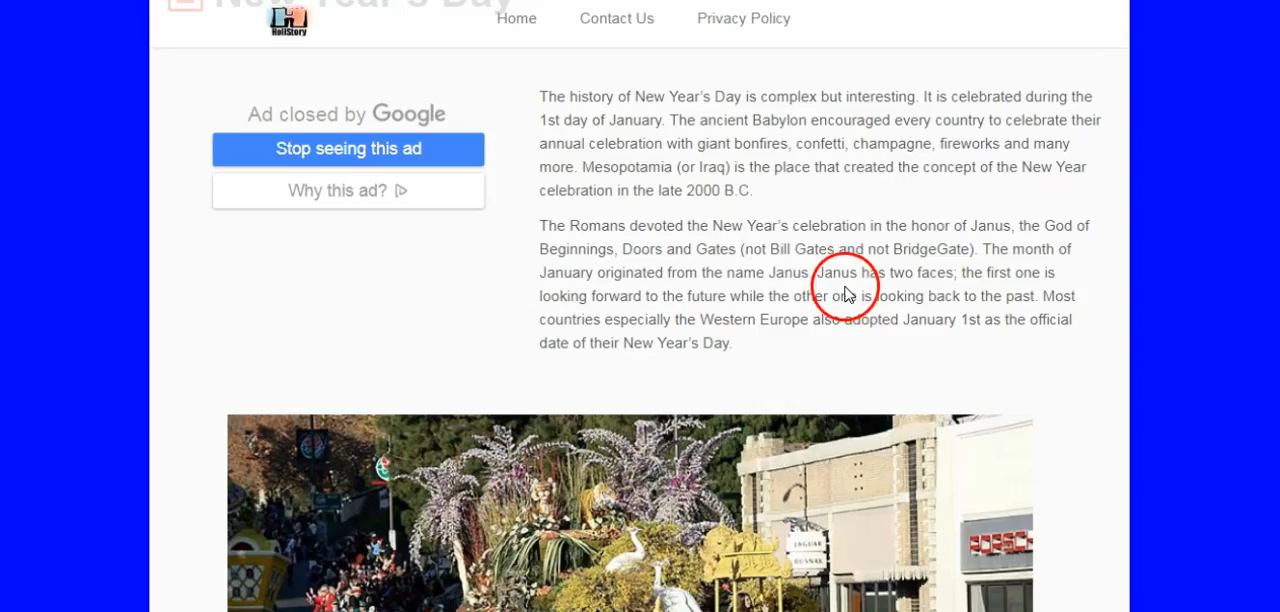 New Year's Day
HoliStory
Home
Contact Us
Privacy Policy
Ad closed by Google
Stop seeing this ad
Why this ad?
The history of New Year's Day is complex but interesting. It is celebrated during the
1st day of January. The ancient Babylon encouraged every country to celebrate their
annual celebration with giant bonfires, confetti, champagne, fireworks and many
more. Mesopotamia (or Iraq) is the place that created the concept of the New Year
celebration in the late 2000 B.C.
The Romans devoted the New Year's celebration in the honor of Janus, the God of
Beginnings, Doors and Gates (not Bill Gates and not BridgeGate). The month of
January originated from the name Janus. Janus has two faces; the first one is
looking forward to the future while the other one is looking back to the past. Most
countries especially the Western Europe also adopted January 1st as the official
date of their New Year's Day.
JAGUAR